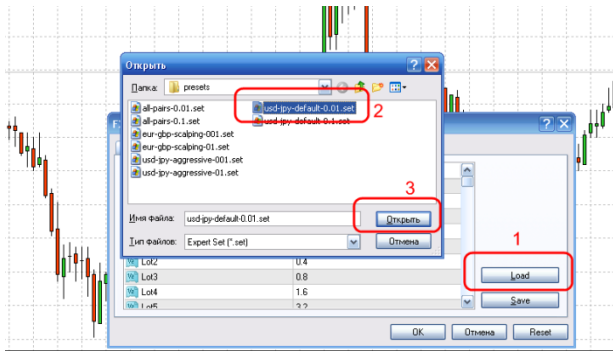 Открыть
Папка: presets
all-pairs-0.01.set
all-pairs-0.1.set
eur-gbp-scalping-001.set
eur-gbp-scalping-01.set
usd-jpy-aggressive-001.set
usd-jpy-aggressive-01.set
usd-jpy-default-0.01.set
usd-jpy-default-0.1.set
2
3
Имя файла: usd-jpy-default-0.01.set
Открыть
Тип файлов: Expert Set (*.set)
Отмена
1
Lot2 0.4
Lot3 0.8
Lot4 1.6
Lot5 3.2
Load
Save
OK Отмена Reset